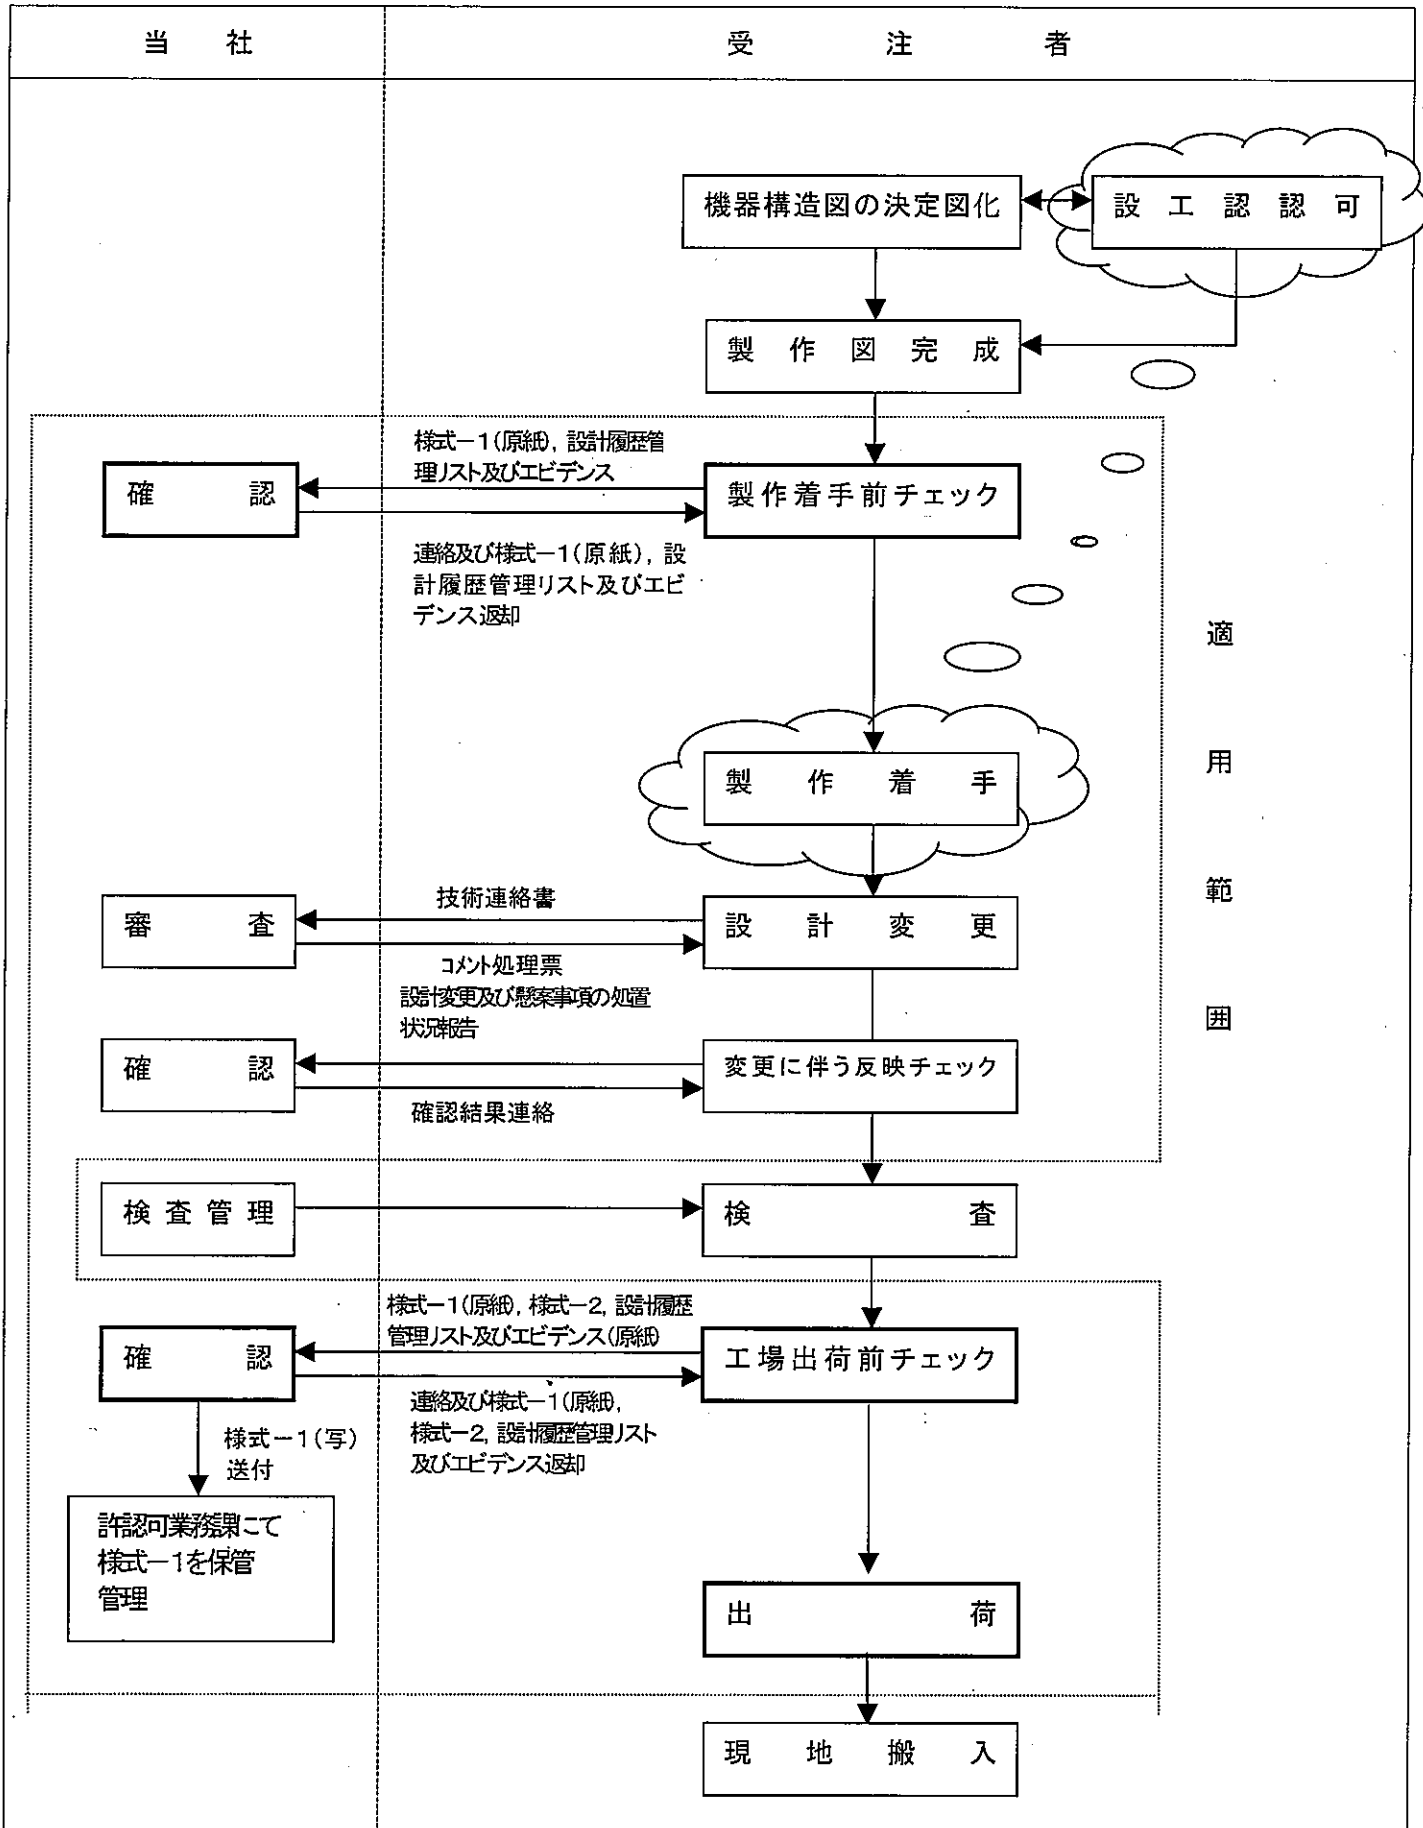 当社
受注者
機器構造図の決定図化
設工認認可
製作図完成
様式－1(原紙), 設計履歴管
理リスト及びエビデンス
確認
製作着手前チェック
連絡及び様式－1(原紙), 設
計履歴管理リスト及びエビ
デンス返却
適用範囲
製作着手
技術連絡書
審査
設計変更
コメント処理票
設計変更及び懸案事項の処置
状況報告
確認
変更に伴う反映チェック
確認結果連絡
検査管理
検査
様式－1(原紙), 様式－2, 設計履歴
管理リスト及びエビデンス(原紙)
確認
工場出荷前チェック
連絡及び様式－1(原紙),
様式－2, 設計履歴管理リスト
及びエビデンス返却
様式－1(写)
送付
許認可業務課にて
様式－1を保管
管理
出荷
現地搬入